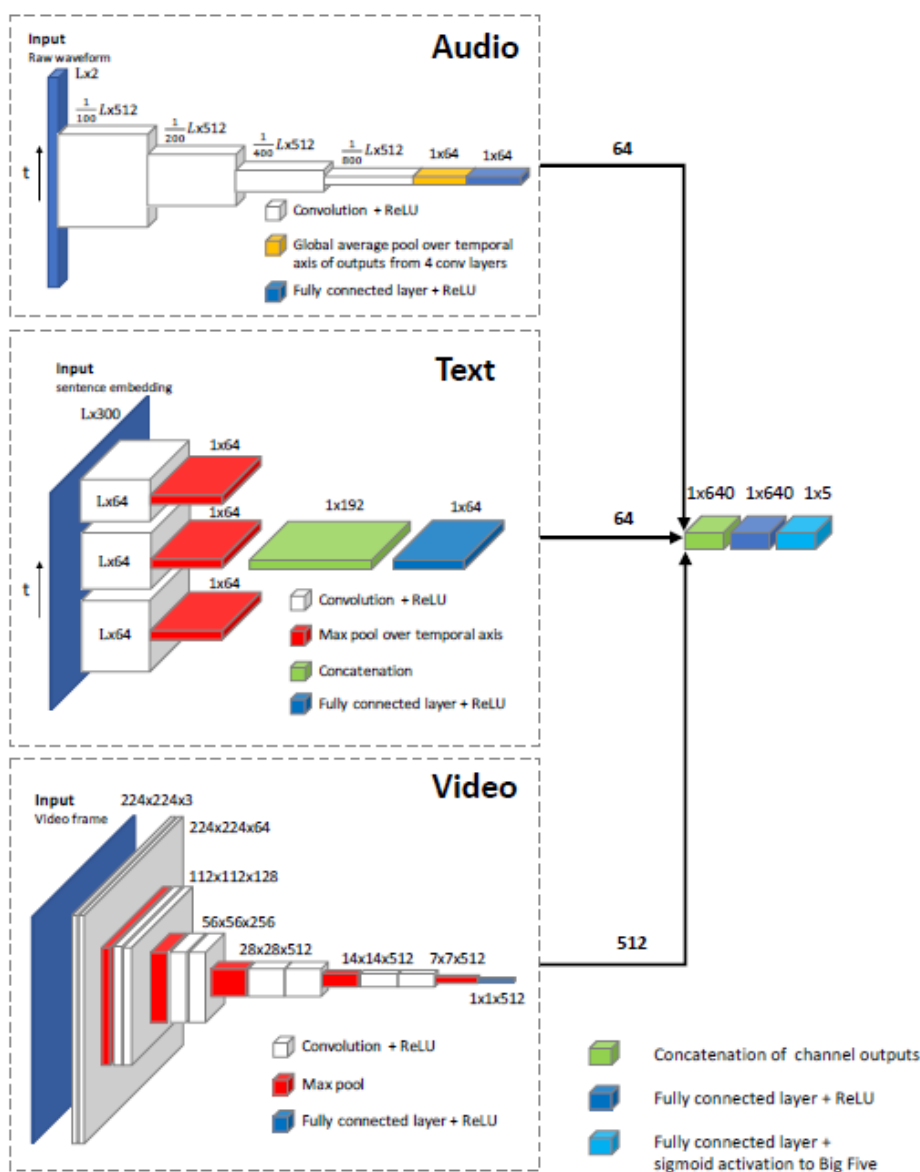 Audio
Input
Raw waveform
Lx2
1/100 Lx512
1/200 Lx512
1/400 Lx512
1/800 Lx512
1x64
1x64
t
Convolution + ReLU
Global average pool over temporal
axis of outputs from 4 conv layers
Fully connected layer + ReLU
64
Text
Input
sentence embedding
Lx300
1x64
Lx64
1x64
Lx64
1x64
Lx64
1x192
1x64
t
Convolution + ReLU
Max pool over temporal axis
Concatenation
Fully connected layer + ReLU
64
1x640 1x640 1x5
Video
Input
Video frame
224x224x3
224x224x64
112x112x128
56x56x256
28x28x512
14x14x512
7x7x512
1x1x512
Convolution + ReLU
Max pool
Fully connected layer + ReLU
512
Concatenation of channel outputs
Fully connected layer + ReLU
Fully connected layer +
sigmoid activation to Big Five